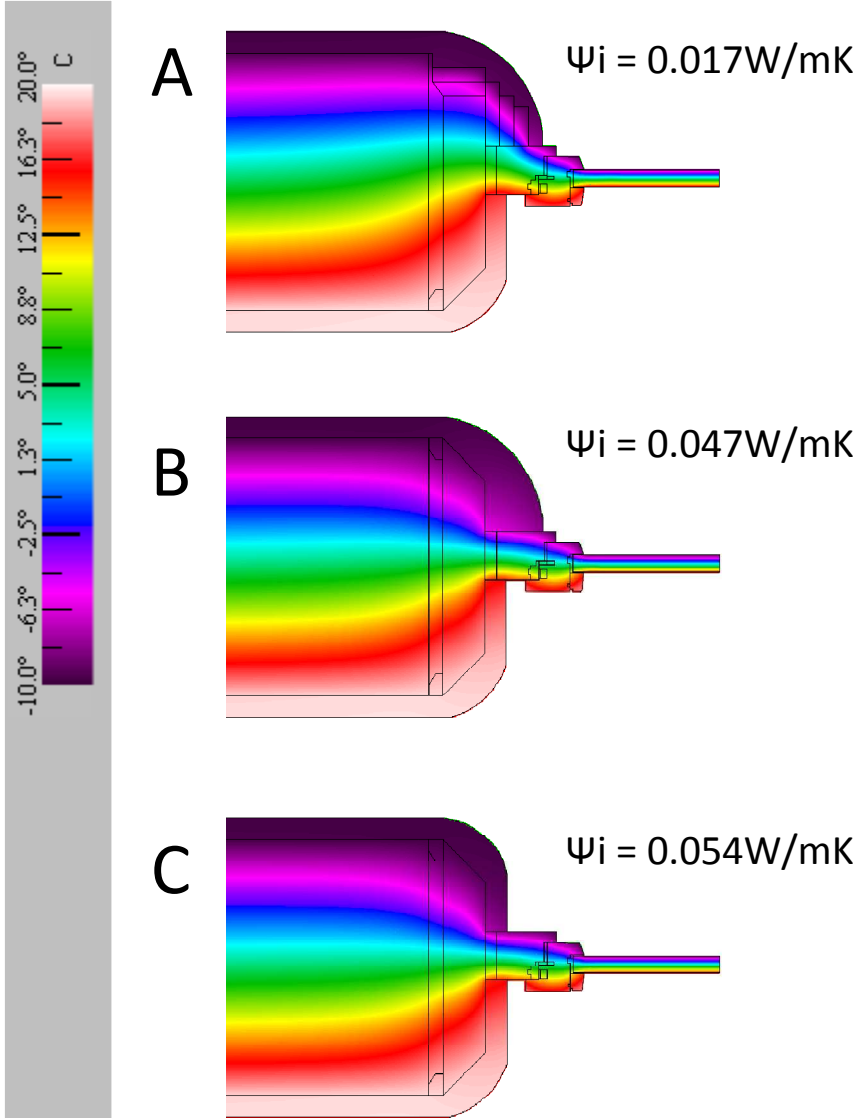 C
20.0°
16.3°
12.5°
8.8°
5.0°
1.3°
-2.5°
-6.3°
-10.0°
A
Ψi = 0.017W/mK
B
Ψi = 0.047W/mK
C
Ψi = 0.054W/mK